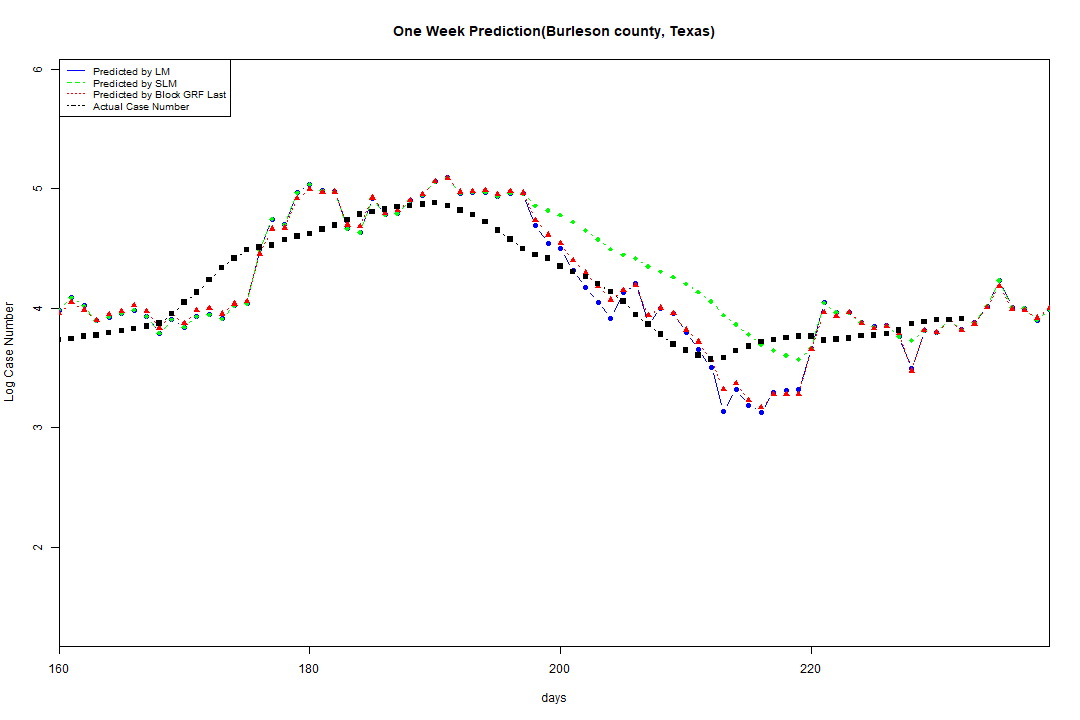 One Week Prediction(Burleson county, Texas)
Predicted by LM
Predicted by SLM
Predicted by Block GRF Last
Actual Case Number
6
5
4
3
2
Log Case Number
160 180 200 220
days